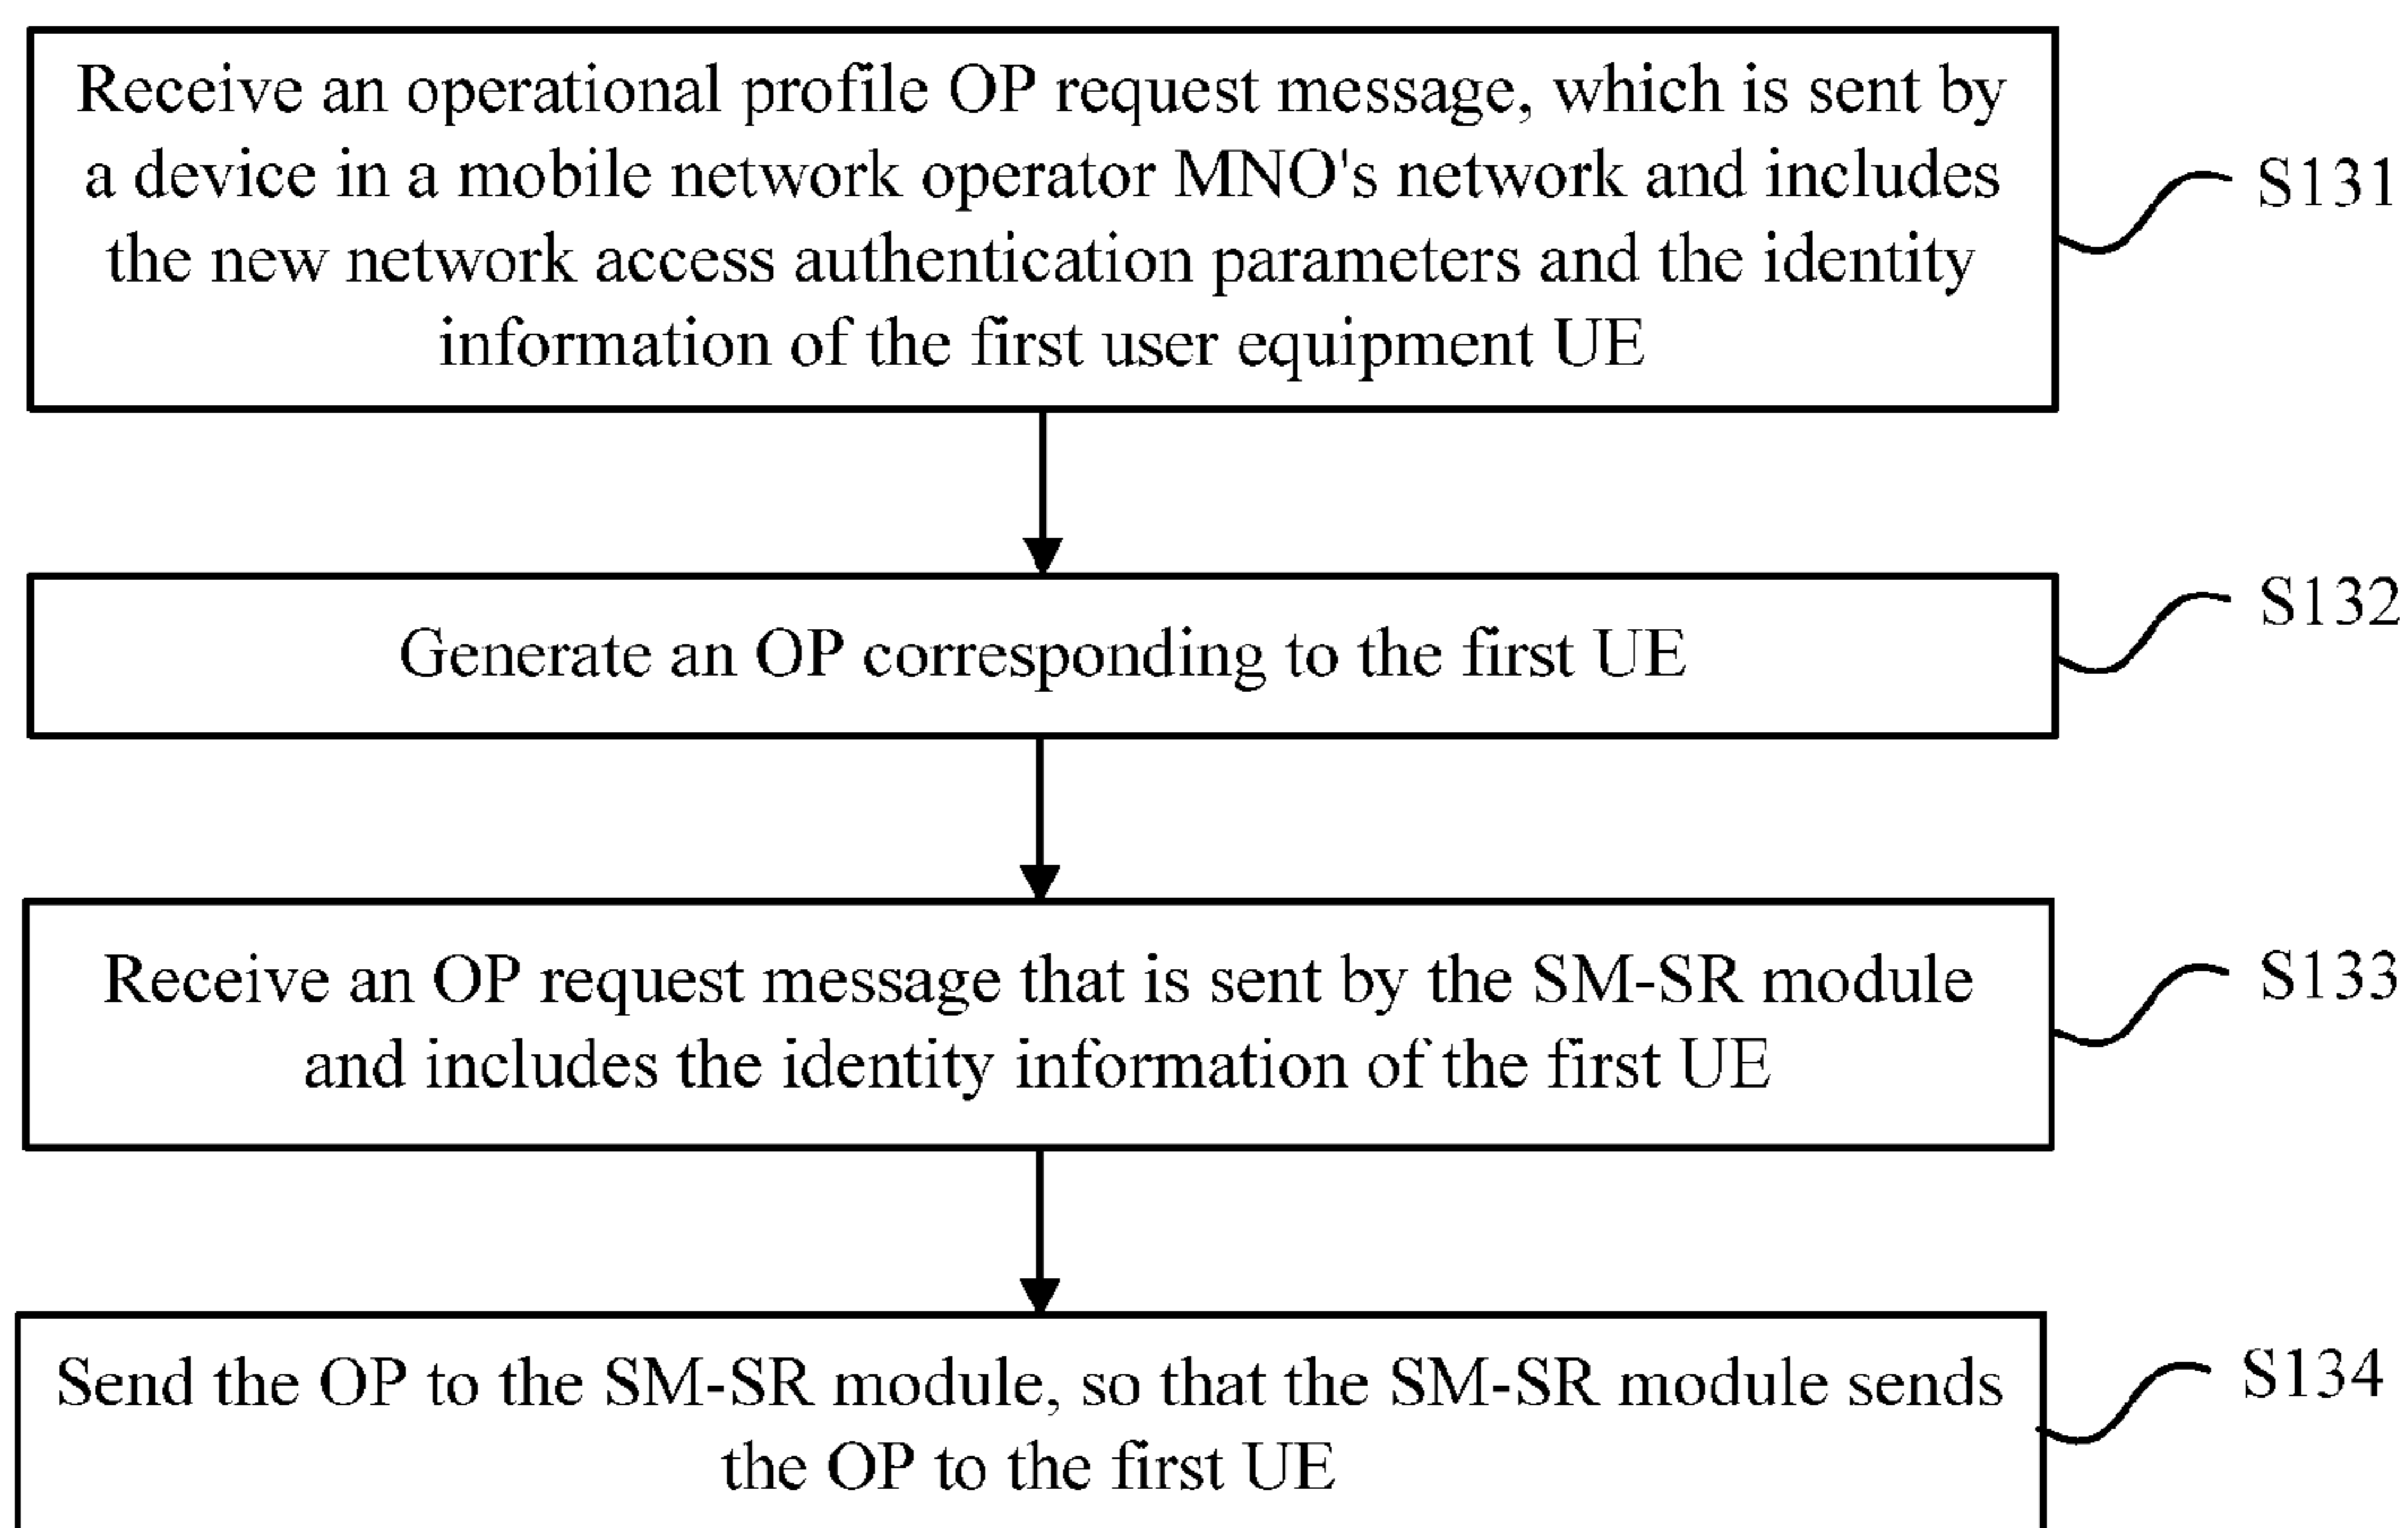 Receive an operational profile OP request message, which is sent by
a device in a mobile network operator MNO's network and includes
the new network access authentication parameters and the identity
information of the first user equipment UE
S131
Generate an OP corresponding to the first UE
S132
Receive an OP request message that is sent by the SM-SR module
and includes the identity information of the first UE
S133
Send the OP to the SM-SR module, so that the SM-SR module sends
the OP to the first UE
S134